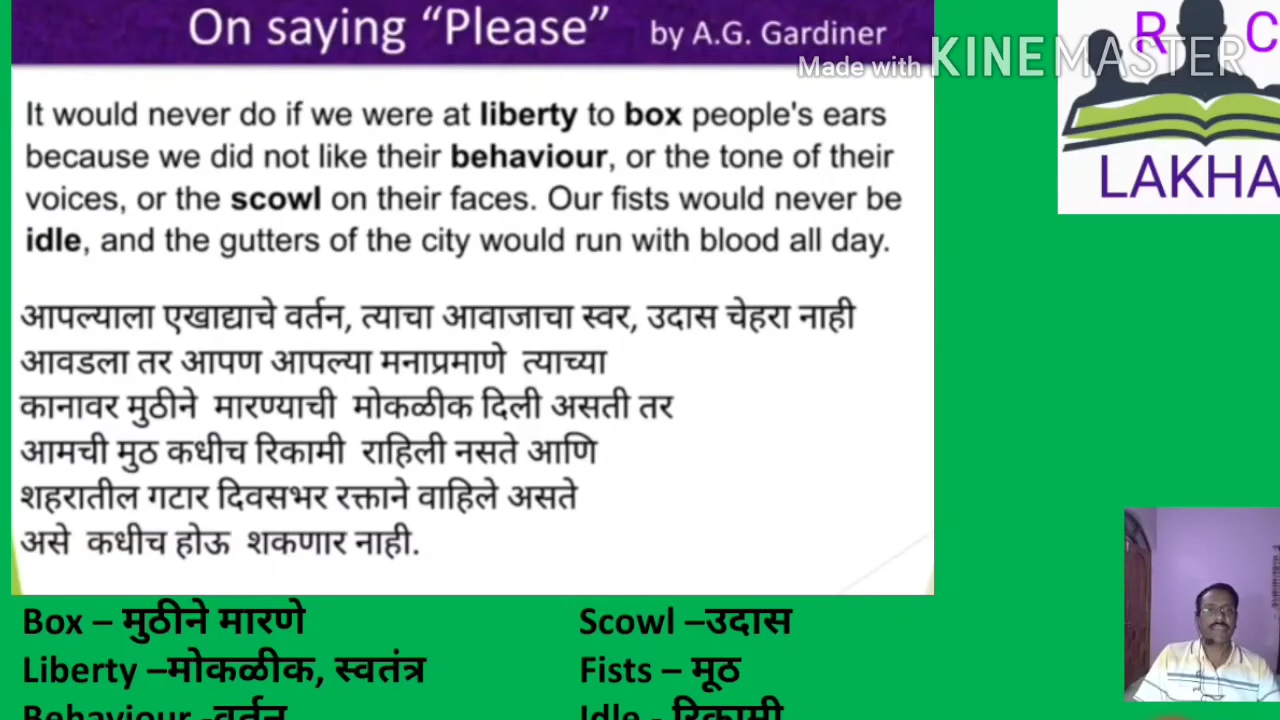 On saying “Please” by A.G. Gardiner
Made with KINEMASTER
R C
LAKHA
It would never do if we were at liberty to box people's ears
because we did not like their behaviour, or the tone of their
voices, or the scowl on their faces. Our fists would never be
idle, and the gutters of the city would run with blood all day.
आपल्याला एखाद्याचे वर्तन, त्याचा आवाजाचा स्वर, उदास चेहरा नाही
आवडला तर आपण आपल्या मनाप्रमाणे त्याच्या
कानावर मुठीने मारण्याची मोकळीक दिली असती तर
आमची मुठ कधीच रिकामी राहिली नसते आणि
शहरातील गटार दिवसभर रक्ताने वाहिले असते
असे कधीच होऊ शकणार नाही.
Box – मुठीने मारणे
Scowl –उदास
Liberty –मोकळीक, स्वतंत्र
Fists – मूठ
Behaviour -वर्तन
Idle - रिकामी